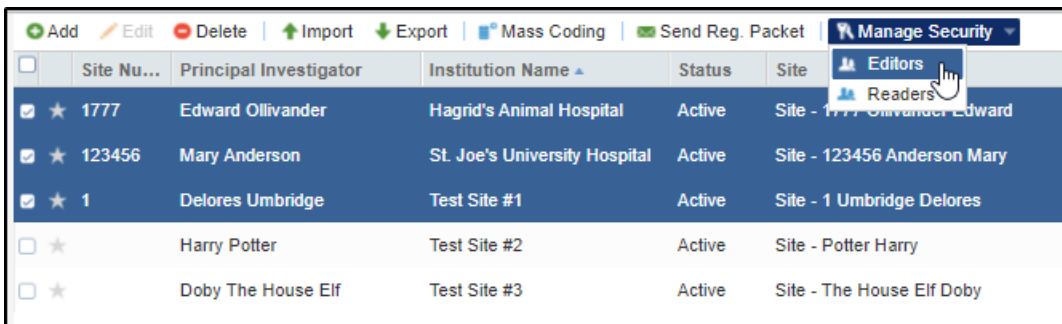 Add Edit Delete Import Export Mass Coding Send Reg. Packet Manage Security
Site Nu... Principal Investigator Institution Name Status Site
Editors
Readers
1777 Edward Ollivander Hagrid's Animal Hospital Active Site - 1777 Ollivander Edward
123456 Mary Anderson St. Joe's University Hospital Active Site - 123456 Anderson Mary
1 Delores Umbridge Test Site #1 Active Site - 1 Umbridge Delores
Harry Potter Test Site #2 Active Site - Potter Harry
Doby The House Elf Test Site #3 Active Site - The House Elf Doby